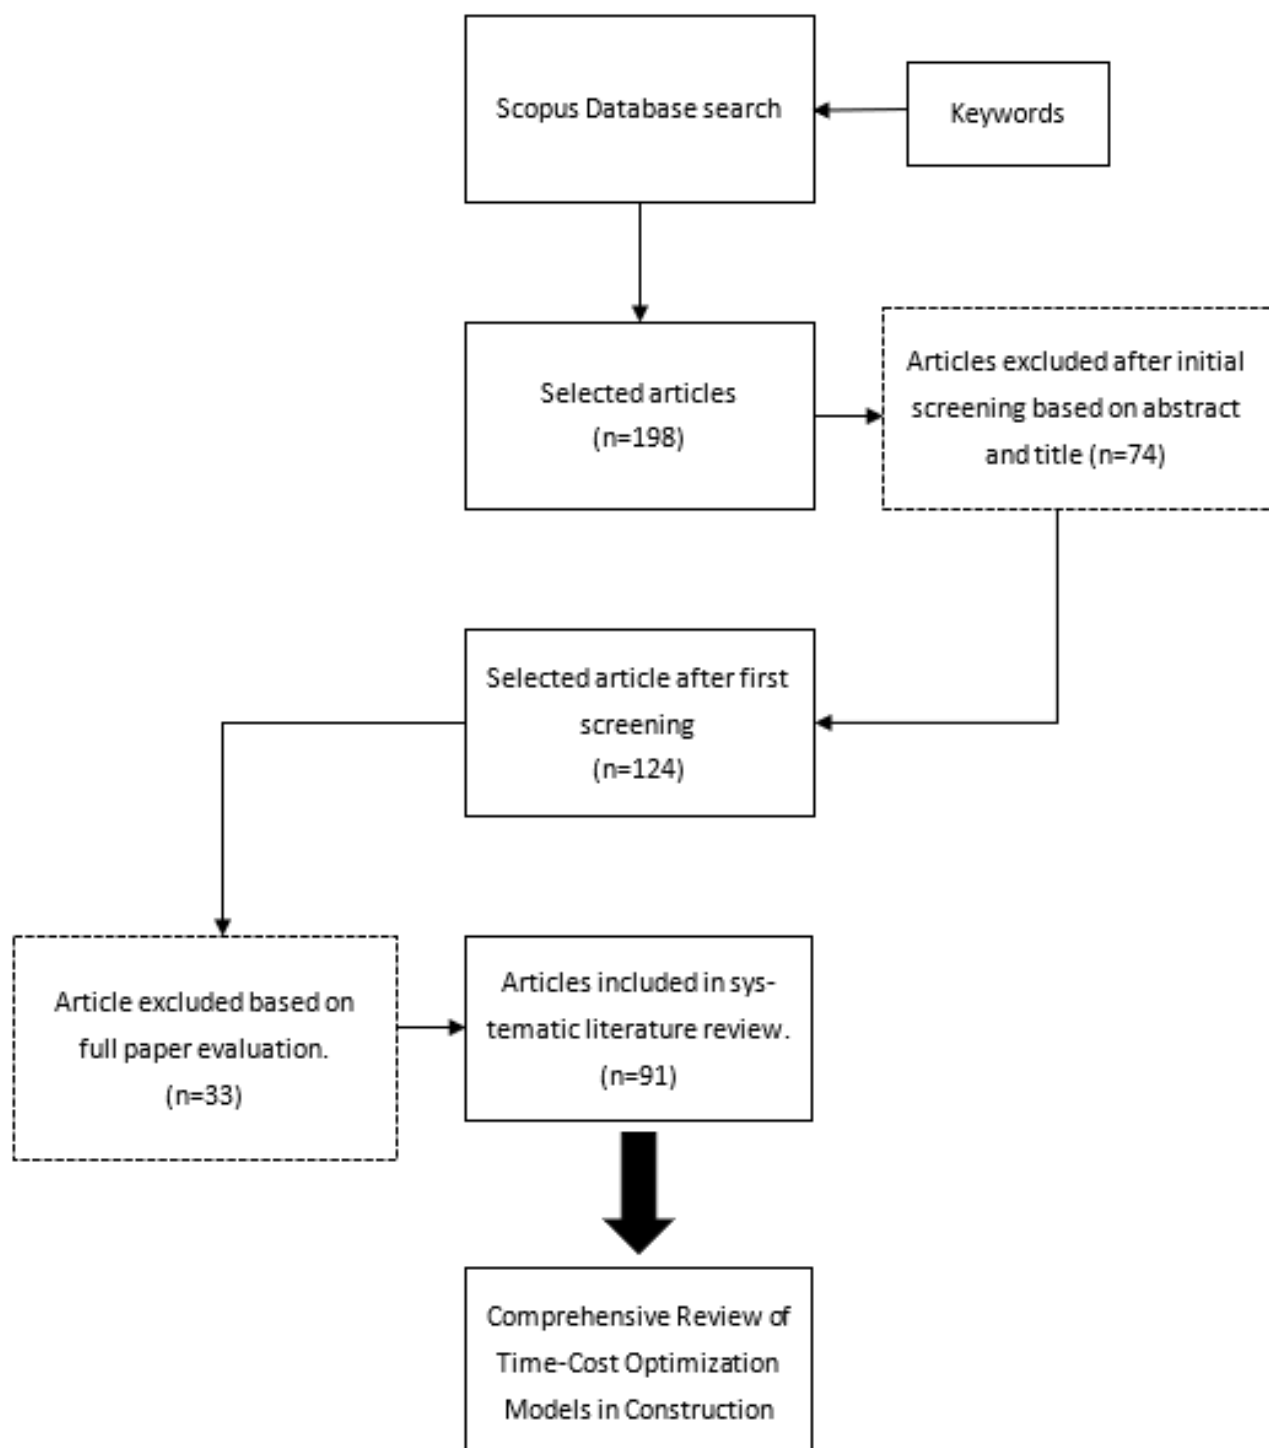 Scopus Database search
Keywords
Selected articles
(n=198)
Articles excluded after initial
screening based on abstract
and title (n=74)
Selected article after first
screening
(n=124)
Article excluded based on
full paper evaluation.
(n=33)
Articles included in sys-
tematic literature review.
(n=91)
Comprehensive Review of
Time-Cost Optimization
Models in Construction